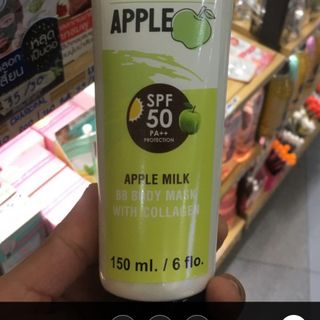 APPLE
SPF
50
PA++
PROTECTION
APPLE MILK
BB BODY MASK
WITH COLLAGEN
150 ml. / 6 flo.